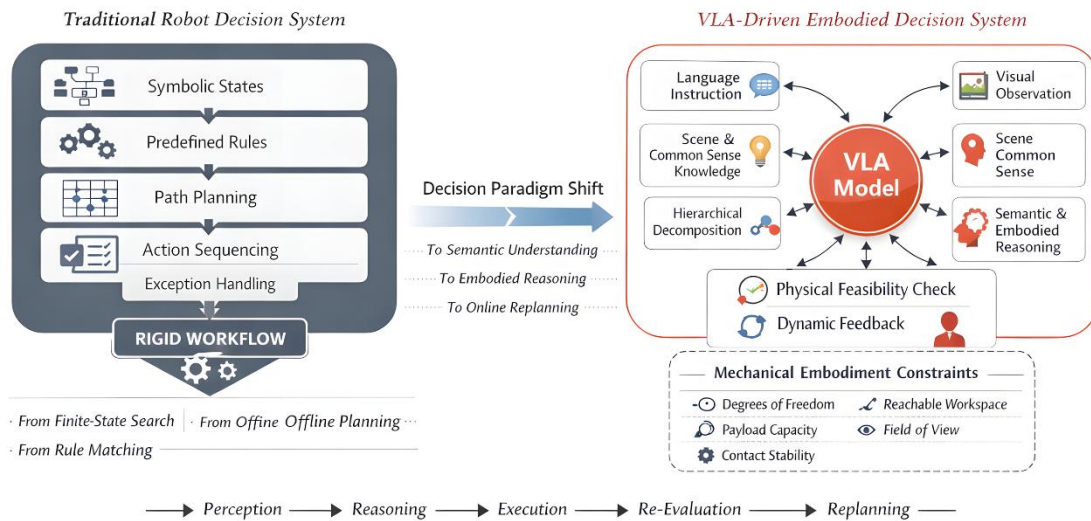 Traditional Robot Decision System
Symbolic States
Predefined Rules
Path Planning
Action Sequencing
Exception Handling
RIGID WORKFLOW
· From Finite-State Search
· From Offine Offline Planning
· From Rule Matching
Decision Paradigm Shift
To Semantic Understanding
To Embodied Reasoning
To Online Replanning
VLA-Driven Embodied Decision System
Language
Instruction
Scene &
Common Sense
Knowledge
Hierarchical
Decomposition
VLA
Model
Visual
Observation
Scene
Common
Sense
Semantic &
Embodied
Reasoning
Physical Feasibility Check
Dynamic Feedback
Mechanical Embodiment Constraints
Degrees of Freedom
Reachable Workspace
Payload Capacity
Field of View
Contact Stability
Perception
Reasoning
Execution
Re-Evaluation
Replanning